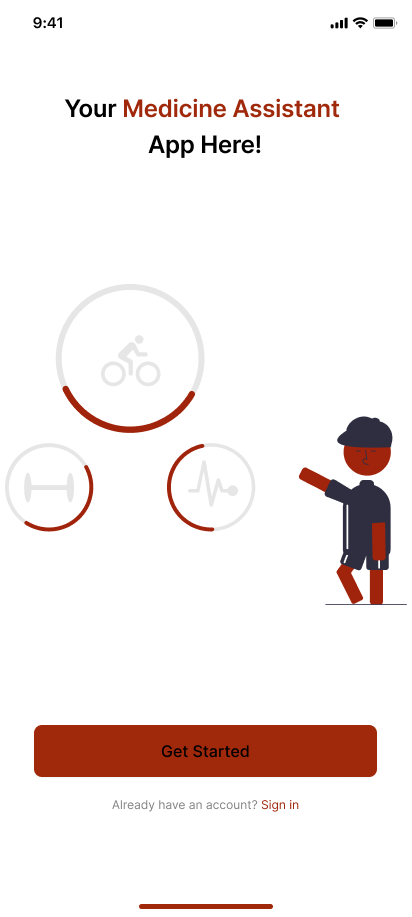 9:41
Your Medicine Assistant
App Here!
Get Started
Already have an account? Sign in